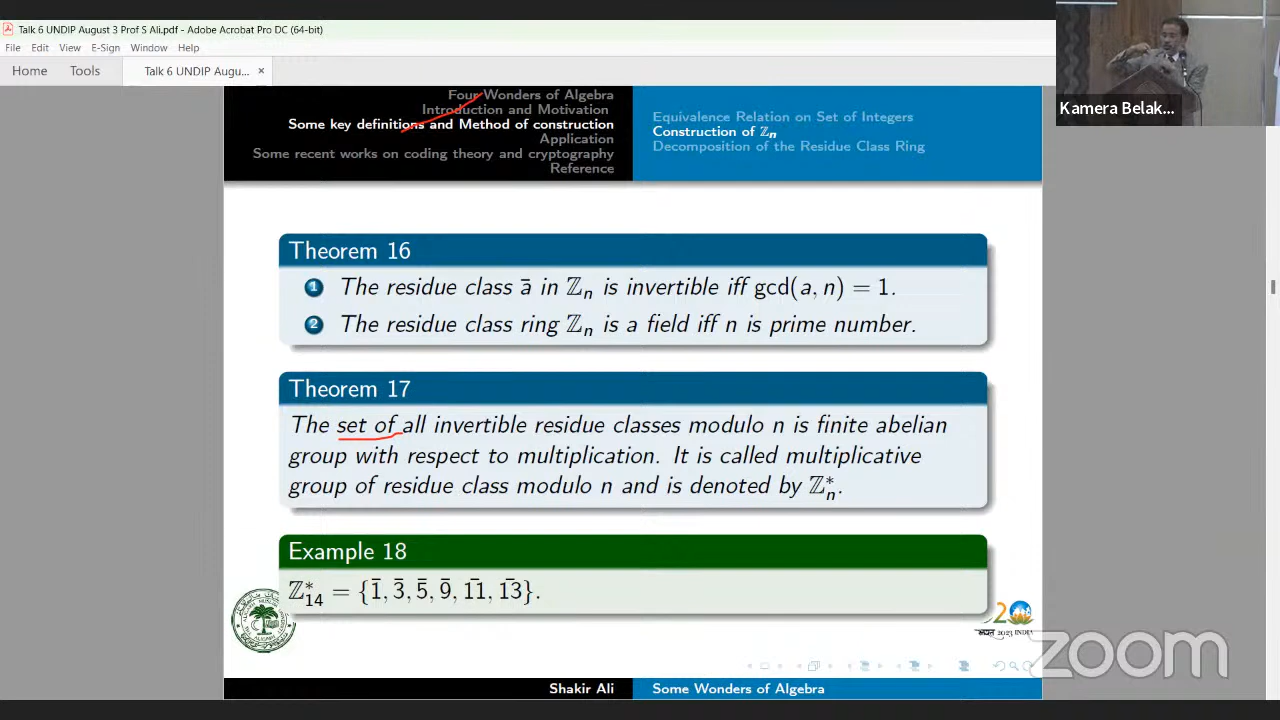 Talk 6 UNDIP August 3 Prof S Ali.pdf - Adobe Acrobat Pro DC (64-bit)
File Edit View E-Sign Window Help
Home Tools Talk 6 UNDIP Augu... ×
Four Wonders of Algebra
Introduction and Motivation
Some key definitions and Method of construction
Application
Some recent works on coding theory and cryptography
Reference
Equivalence Relation on Set of Integers
Construction of ℤₙ
Decomposition of the Residue Class Ring
Kamera Belak...
Theorem 16
1 The residue class ā in ℤₙ is invertible iff gcd(a, n) = 1.
2 The residue class ring ℤₙ is a field iff n is prime number.
Theorem 17
The set of all invertible residue classes modulo n is finite abelian
group with respect to multiplication. It is called multiplicative
group of residue class modulo n and is denoted by ℤₙ*.
Example 18
ℤ₁₄* = {1̄, 3̄, 5̄, 9̄, 1̄1̄, 1̄3̄}.
2023 INDIA
zoom
Shakir Ali Some Wonders of Algebra